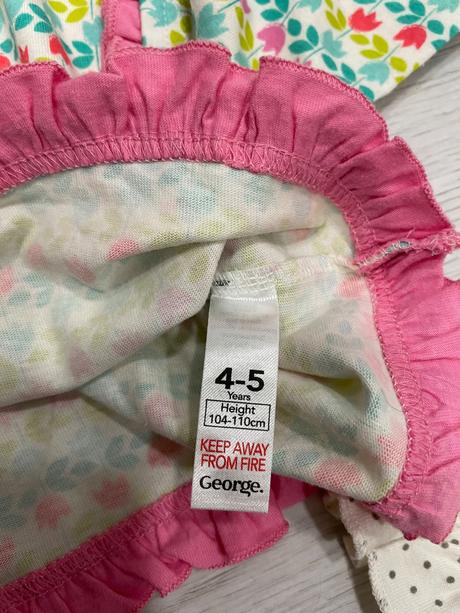 4-5
Years
Height
104-110cm
KEEP AWAY
FROM FIRE
George.